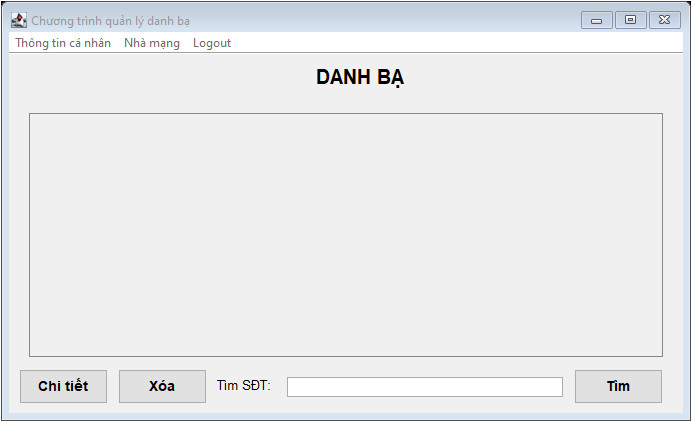 Chương trình quản lý danh bạ
Thông tin cá nhân Nhà mạng Logout
DANH BẠ
Chi tiết Xóa Tìm SĐT: Tìm